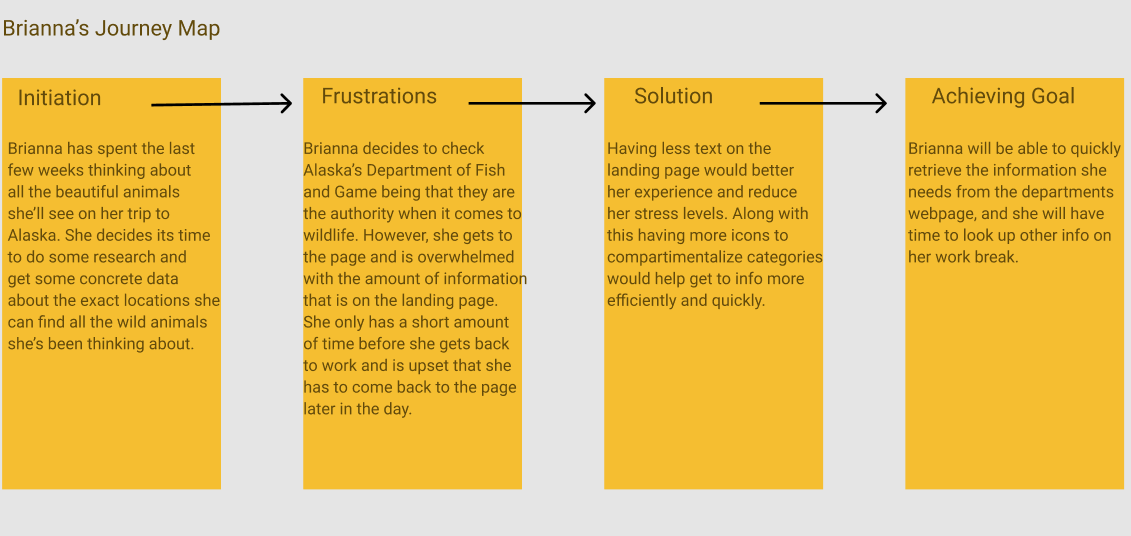 Brianna’s Journey Map
Initiation
Brianna has spent the last
few weeks thinking about
all the beautiful animals
she’ll see on her trip to
Alaska. She decides its time
to do some research and
get some concrete data
about the exact locations she
can find all the wild animals
she’s been thinking about.
Frustrations
Brianna decides to check
Alaska’s Department of Fish
and Game being that they are
the authority when it comes to
wildlife. However, she gets to
the page and is overwhelmed
with the amount of information
that is on the landing page.
She only has a short amount
of time before she gets back
to work and is upset that she
has to come back to the page
later in the day.
Solution
Having less text on the
landing page would better
her experience and reduce
her stress levels. Along with
this having more icons to
compartimentalize categories
would help get to info more
efficiently and quickly.
Achieving Goal
Brianna will be able to quickly
retrieve the information she
needs from the departments
webpage, and she will have
time to look up other info on
her work break.